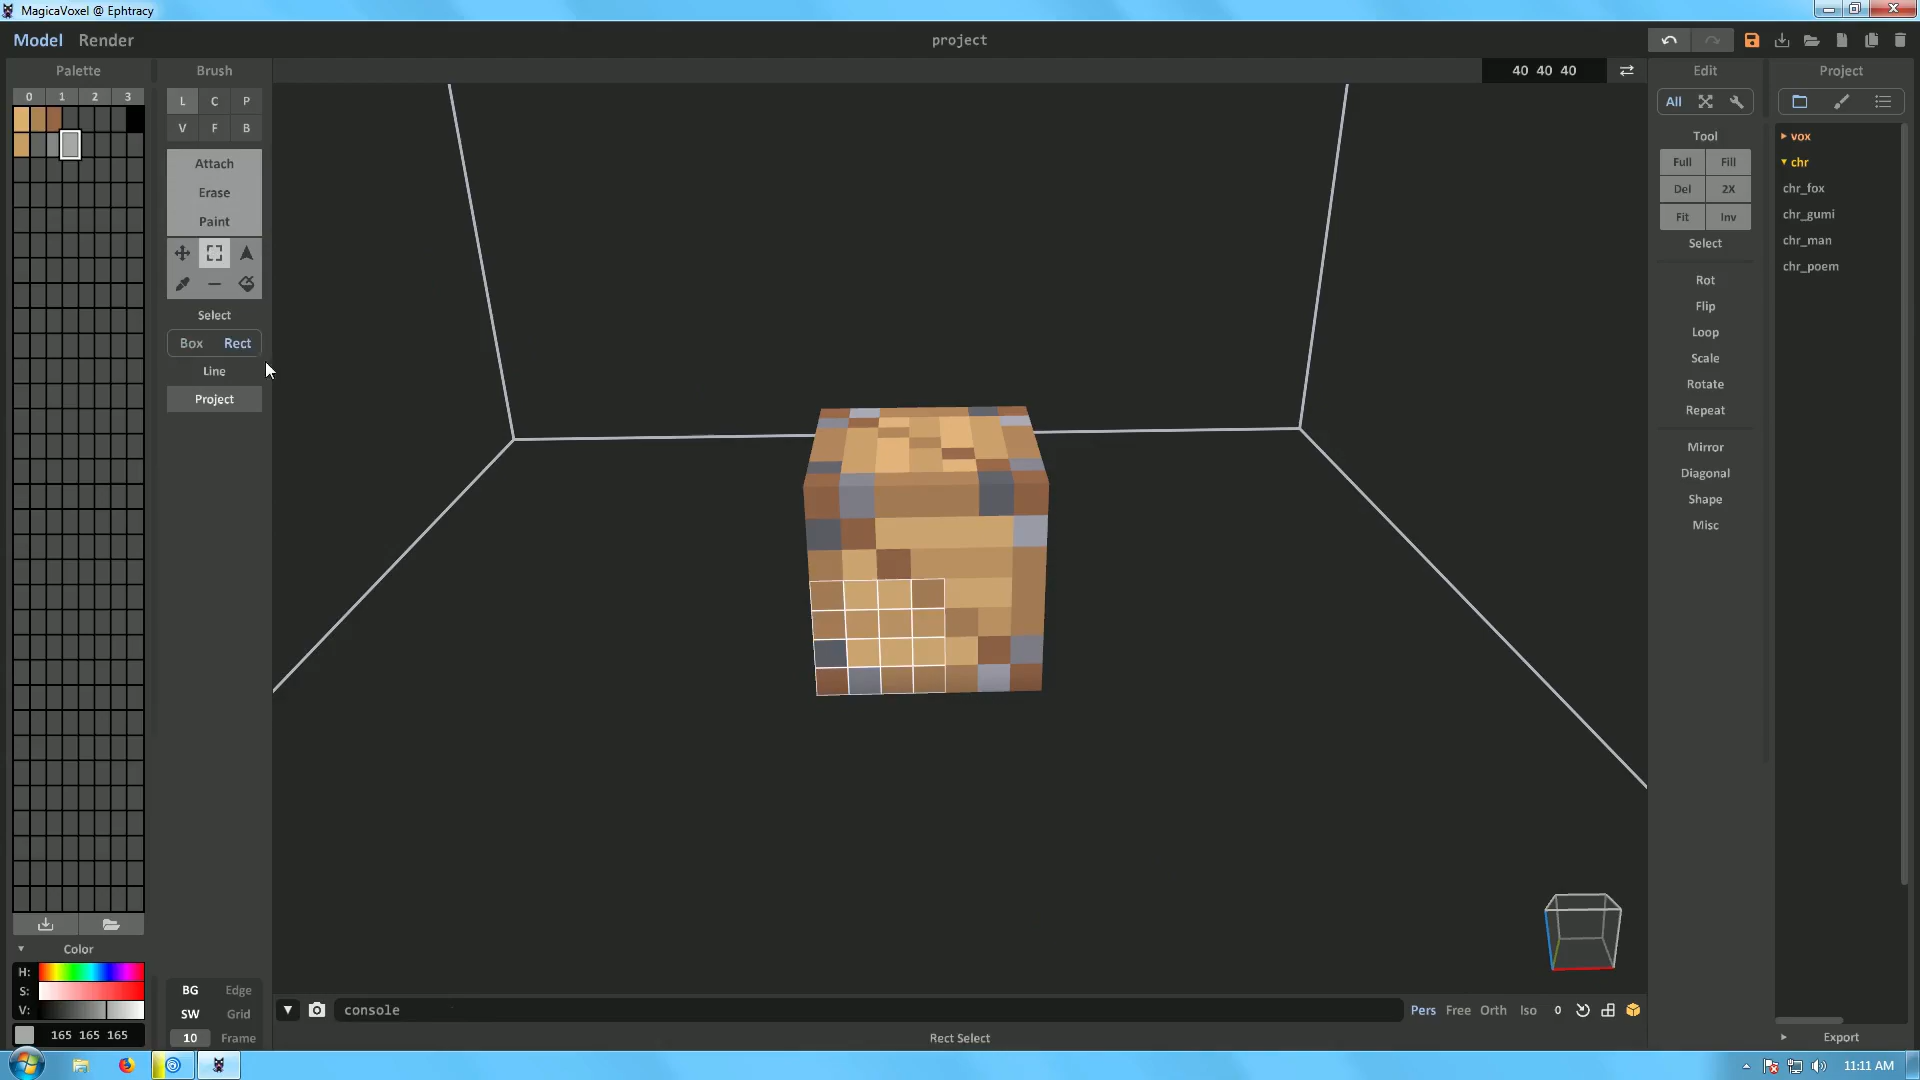 MagicaVoxel @ Ephtracy
Model Render
project
Palette
Brush
40 40 40
Edit
Project
0 1 2 3
L C P
V F B
Attach
Erase
Paint
Select
Box Rect
Line
Project
All
Tool
Full Fill
Del 2X
Fit Inv
Select
Rot
Flip
Loop
Scale
Rotate
Repeat
Mirror
Diagonal
Shape
Misc
vox
chr
chr_fox
chr_gumi
chr_man
chr_poem
Color
H:
S:
V:
165 165 165
BG Edge
SW Grid
10 Frame
console
Pers Free Orth Iso 0
Rect Select
Export
11:11 AM